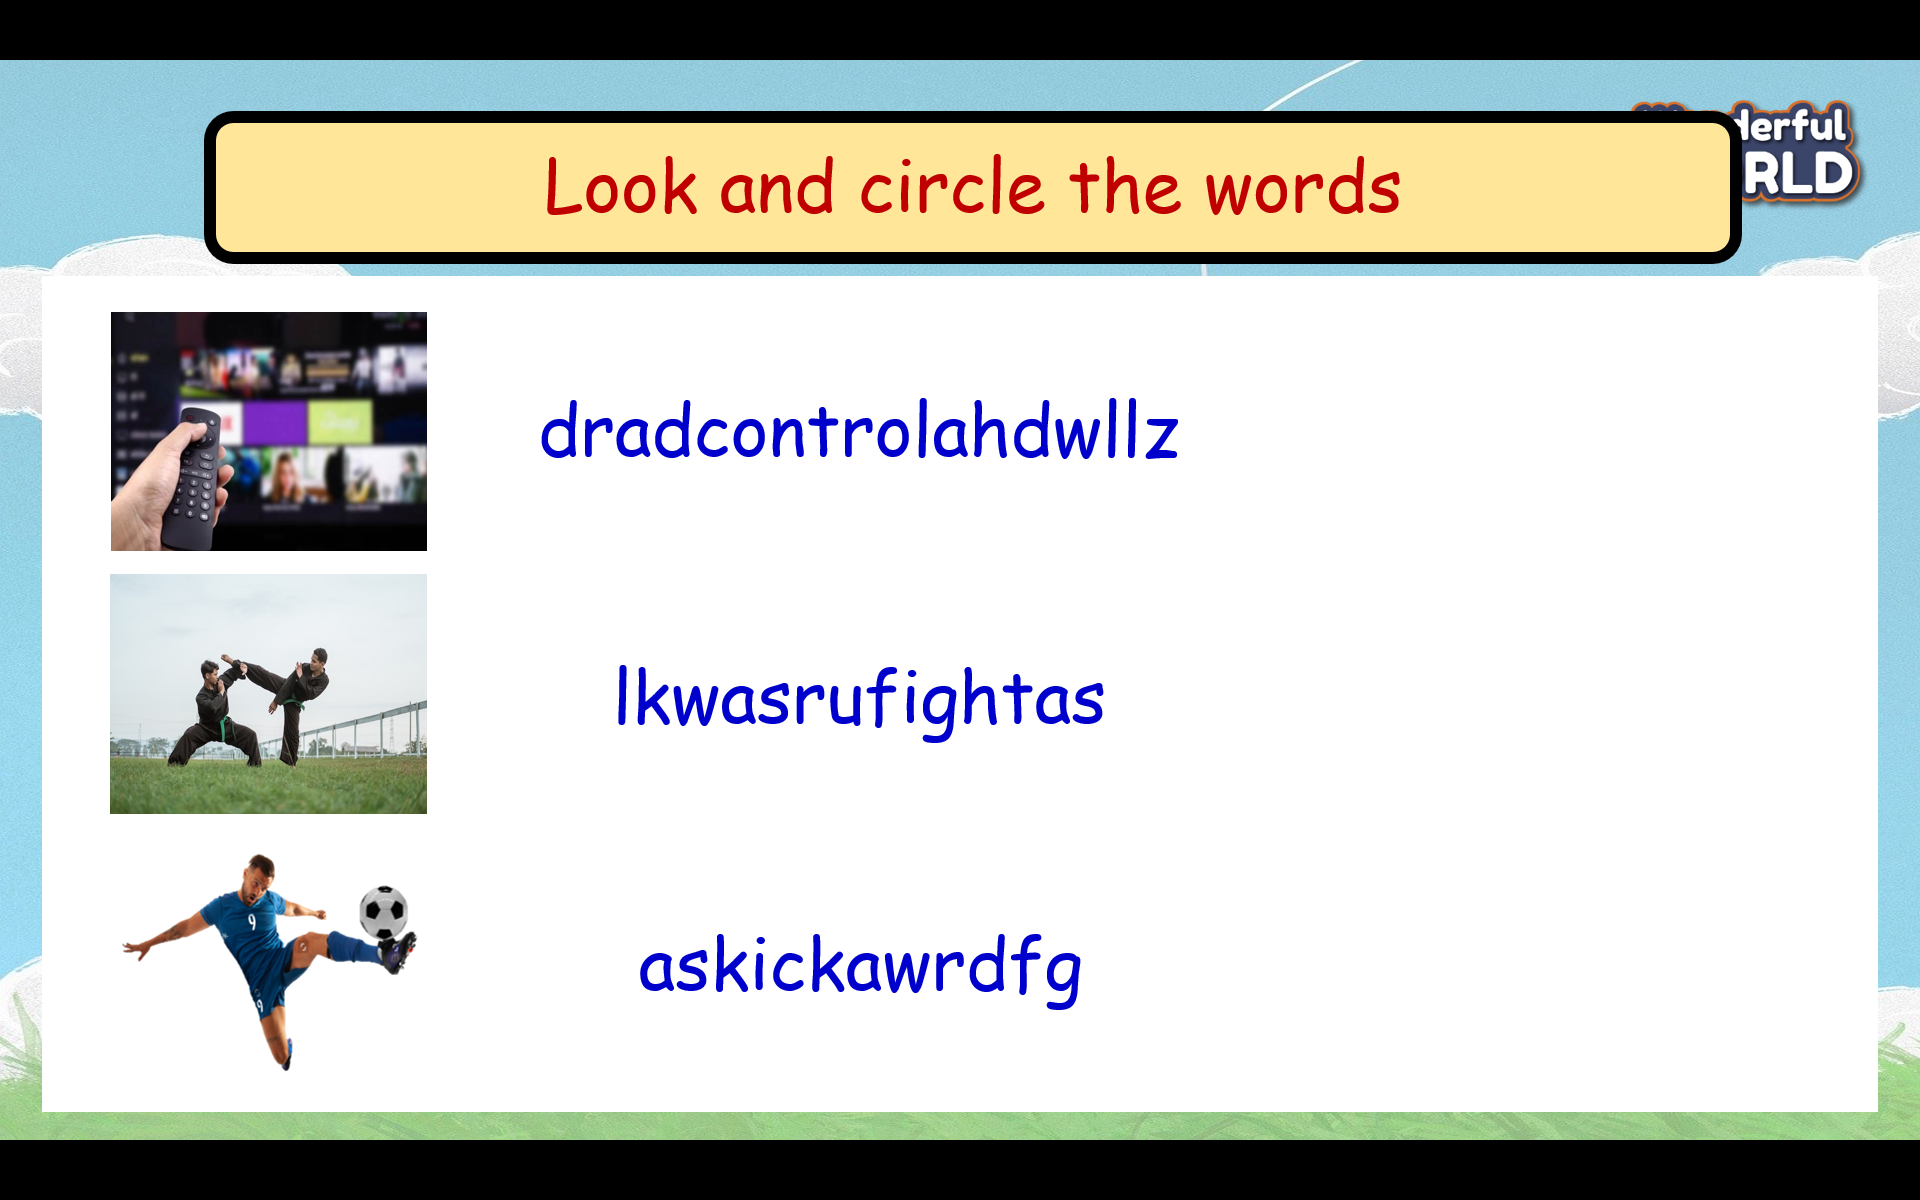 Look and circle the words
derful
RLD
dradcontrolahdwllz
lkwasrufightas
askickawrdfg